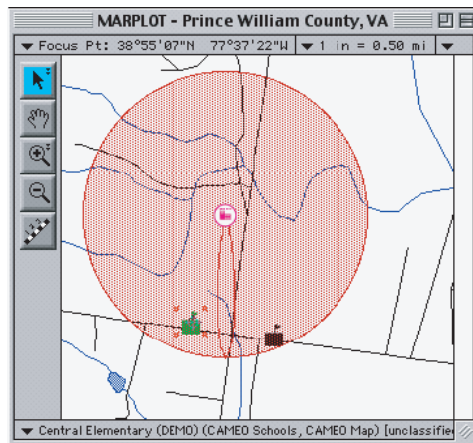 MARPLOT - Prince William County, VA
Focus Pt: 38°55'07"N 77°37'22"W 1 in = 0.50 mi
Central Elementary (DEMO) (CAMEO Schools, CAMEO Map) [unclassifie